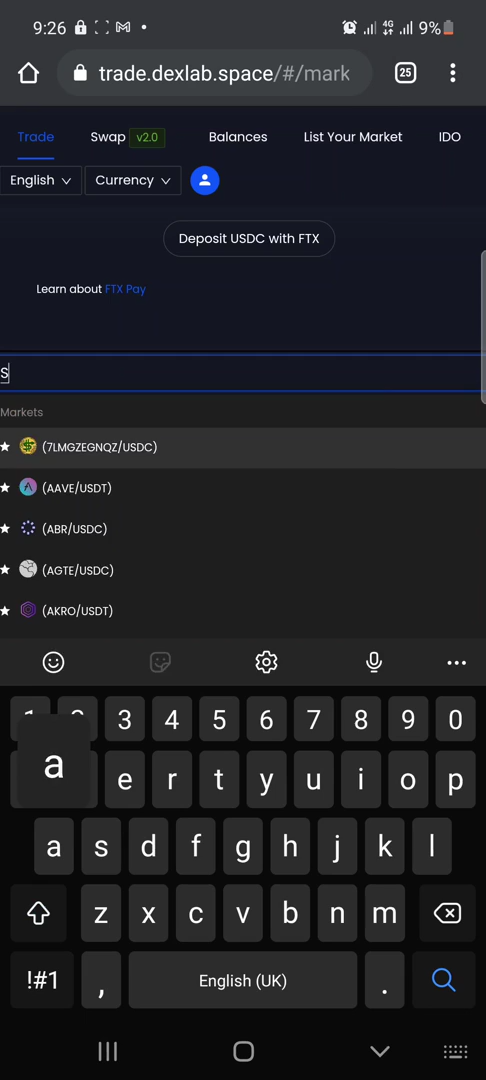 9:26 4G 9%
trade.dexlab.space/#/mark 25
Trade Swap v2.0 Balances List Your Market IDO
English Currency
Deposit USDC with FTX
Learn about FTX Pay
S
Markets
(7LMGZEGNQZ/USDC)
(AAVE/USDT)
(ABR/USDC)
(AGTE/USDC)
(AKRO/USDT)
3 4 5 6 7 8 9 0
a e r t y u i o p
a s d f g h j k l
z x c v b n m
!#1 , English (UK) .